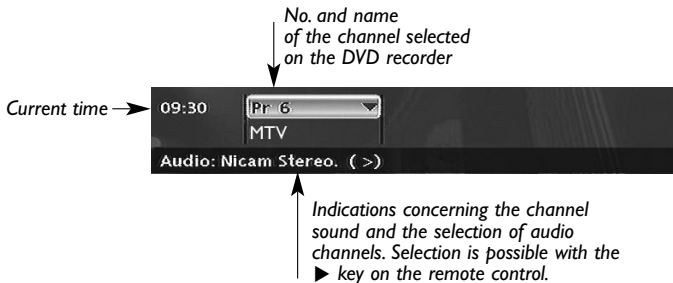 No. and name
of the channel selected
on the DVD recorder
Current time
09:30
Pr 6
MTV
Audio: Nicam Stereo. ( >)
Indications concerning the channel
sound and the selection of audio
channels. Selection is possible with the
▶ key on the remote control.